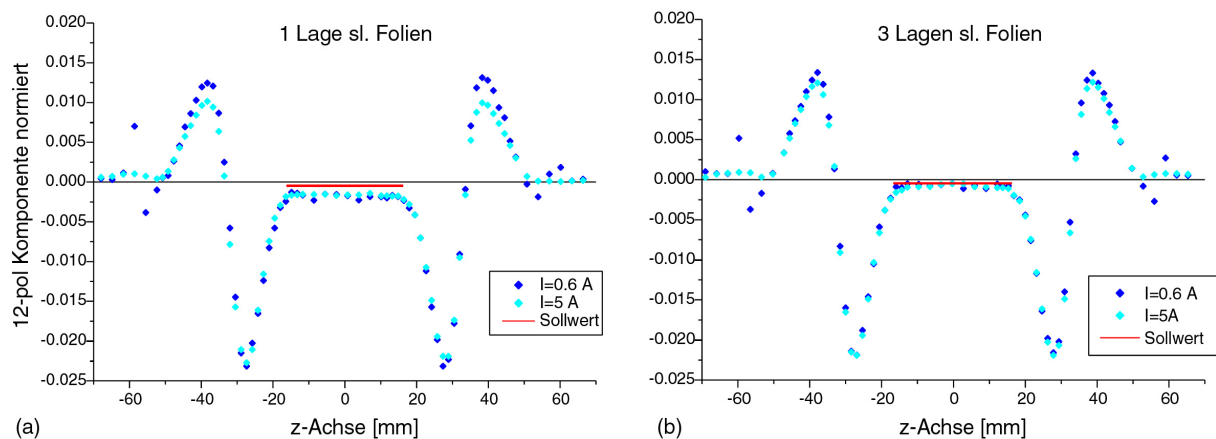 1 Lage sl. Folien
12-pol Komponente normiert
0.020
0.015
0.010
0.005
0.000
-0.005
-0.010
-0.015
-0.020
-0.025
I=0.6 A
I=5 A
Sollwert
-60 -40 -20 0 20 40 60
z-Achse [mm]
(a)
3 Lagen sl. Folien
0.020
0.015
0.010
0.005
0.000
-0.005
-0.010
-0.015
-0.020
-0.025
I=0.6 A
I=5A
Sollwert
-60 -40 -20 0 20 40 60
z-Achse [mm]
(b)